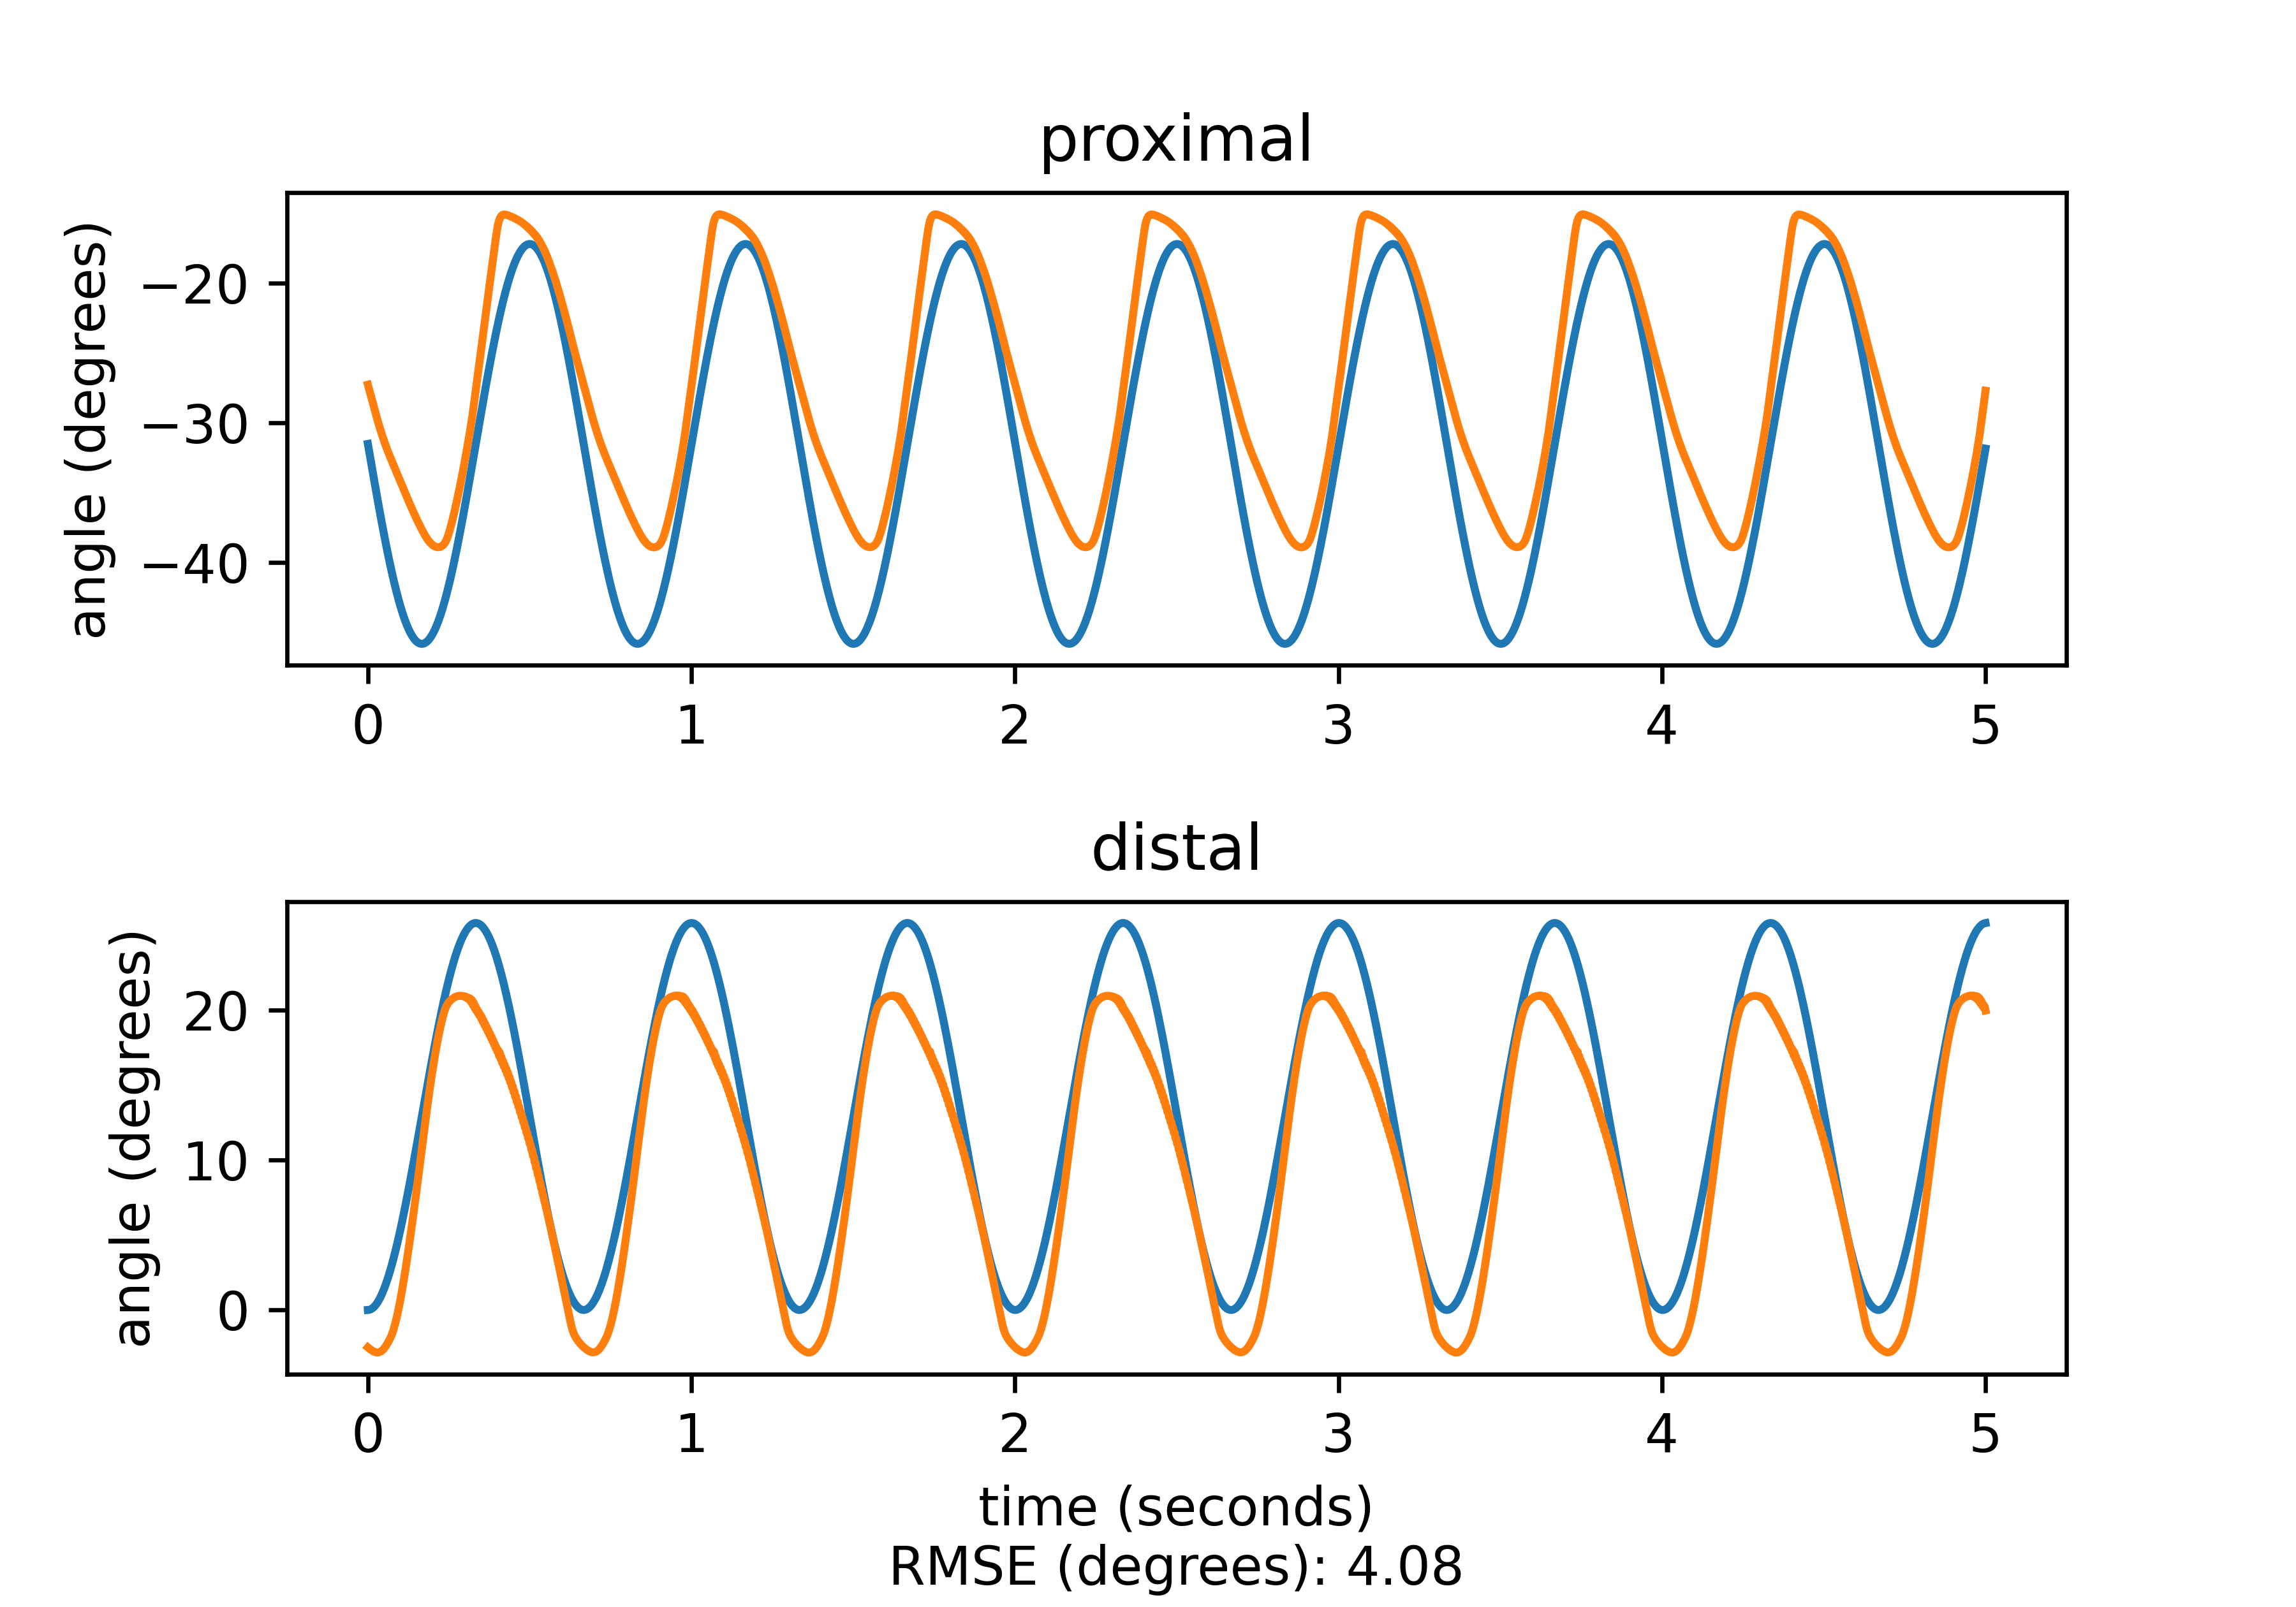 proximal
angle (degrees)
−20
−30
−40
0 1 2 3 4 5
distal
angle (degrees)
20
10
0
0 1 2 3 4 5
time (seconds)
RMSE (degrees): 4.08